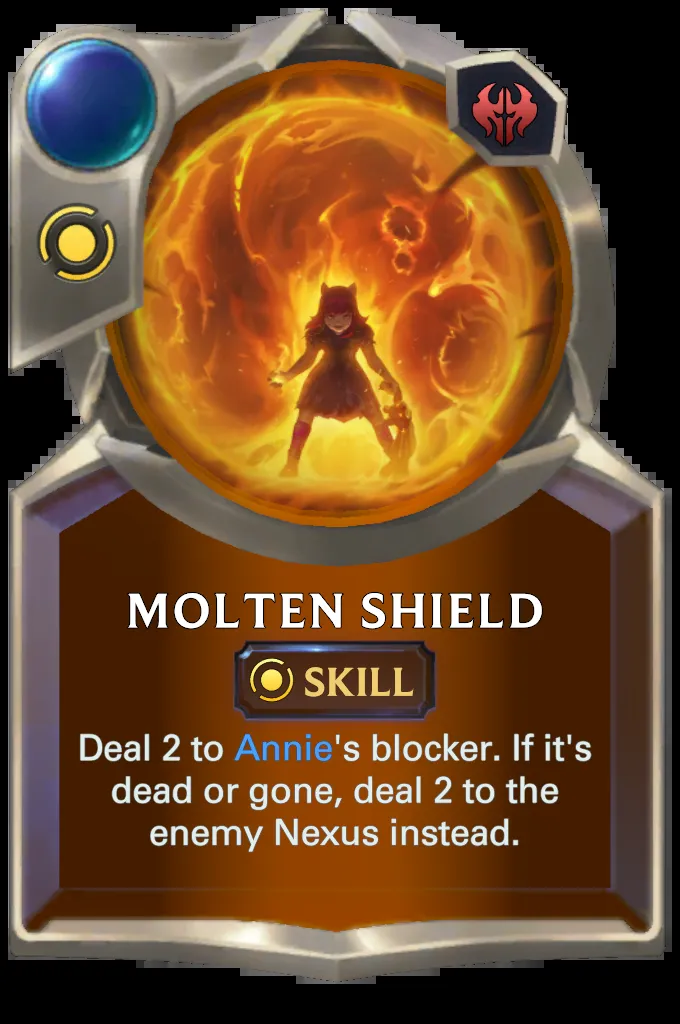 MOLTEN SHIELD
SKILL
Deal 2 to Annie's blocker. If it's
dead or gone, deal 2 to the
enemy Nexus instead.